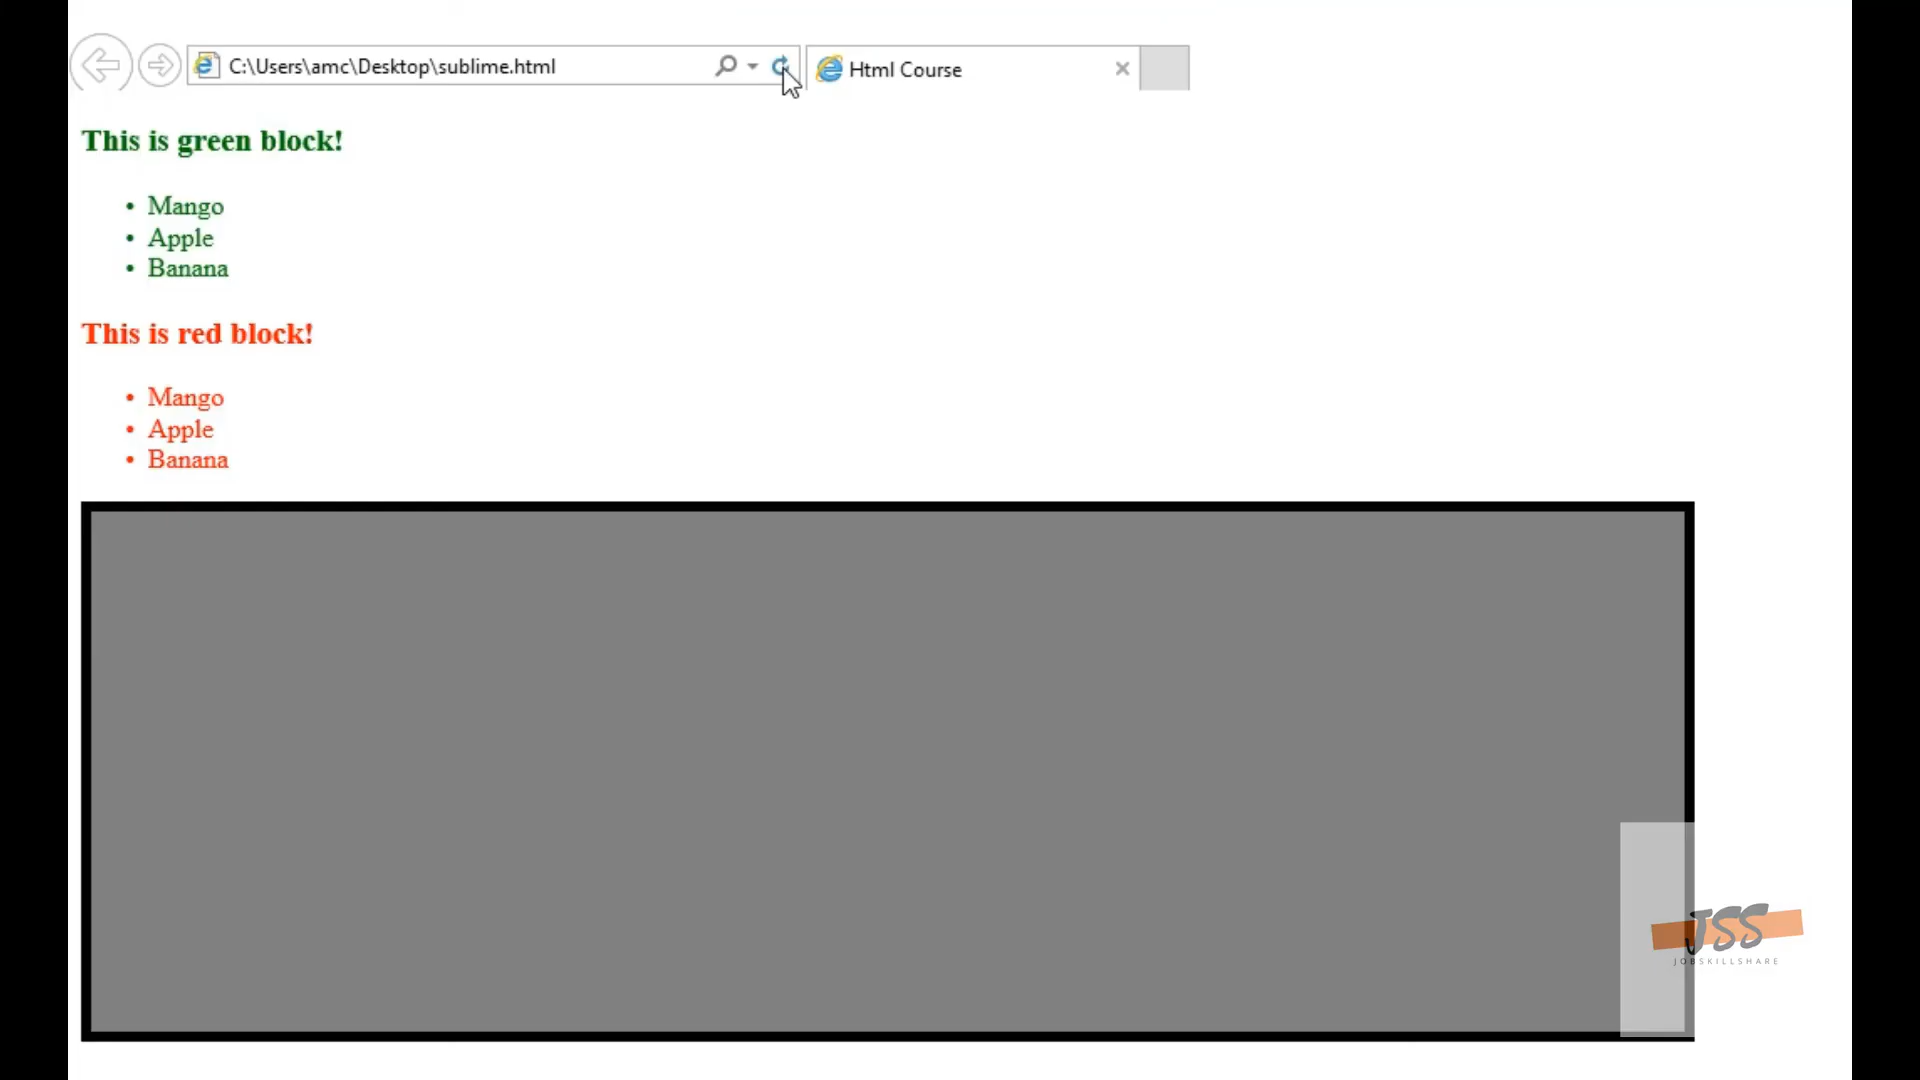 C:\Users\amc\Desktop\sublime.html
Html Course
This is green block!
• Mango
• Apple
• Banana
This is red block!
• Mango
• Apple
• Banana
JSS
JOBSKILLSHARE